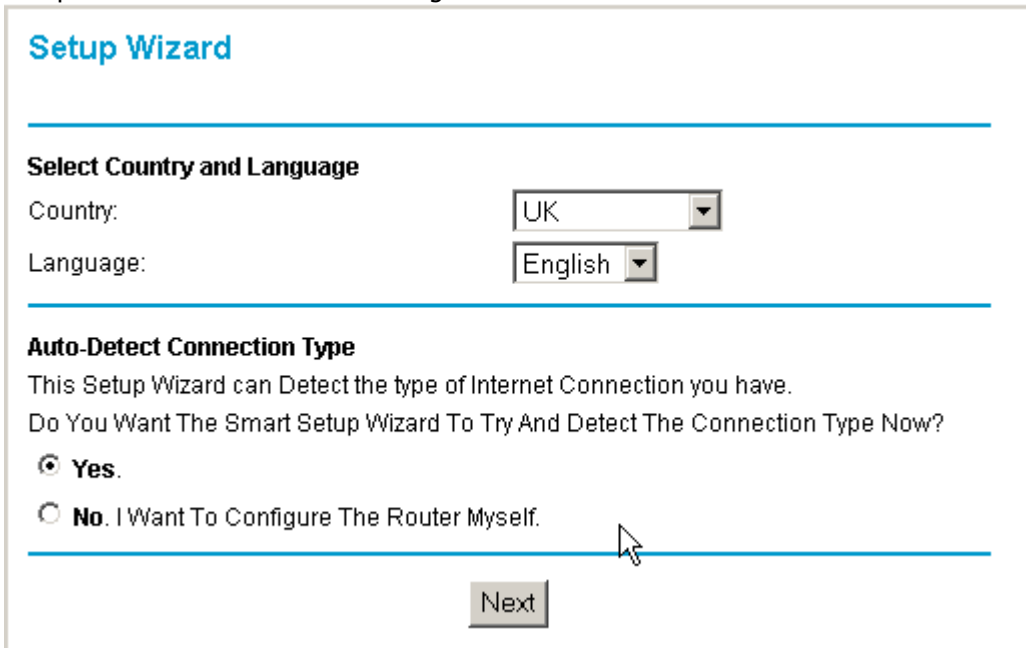 Setup Wizard
Select Country and Language
Country: UK
Language: English
Auto-Detect Connection Type
This Setup Wizard can Detect the type of Internet Connection you have.
Do You Want The Smart Setup Wizard To Try And Detect The Connection Type Now?
Yes.
No. I Want To Configure The Router Myself.
Next